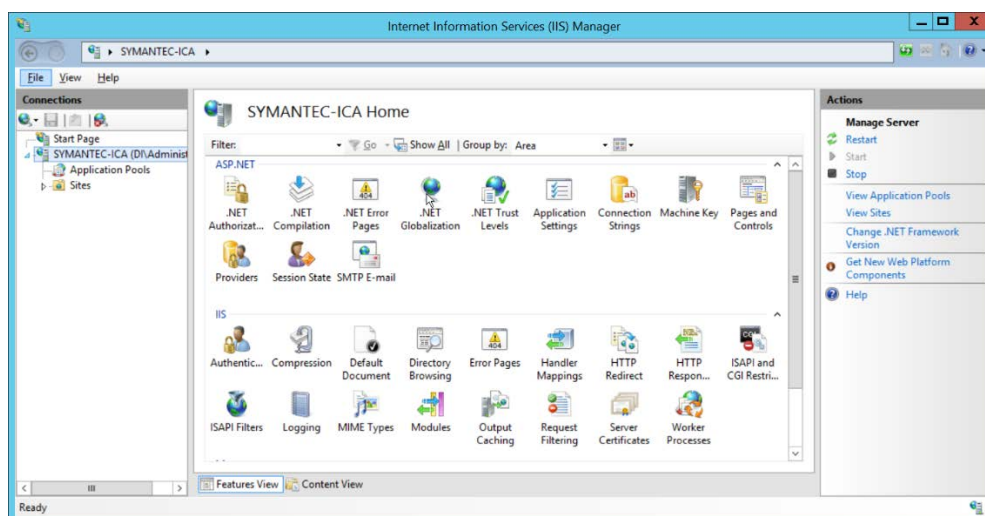 Internet Information Services (IIS) Manager
SYMANTEC-ICA
File View Help
Connections
Start Page
SYMANTEC-ICA (DI\Administ
Application Pools
Sites
SYMANTEC-ICA Home
Filter: Go Show All Group by: Area
ASP.NET
.NET Authorizat...
.NET Compilation
.NET Error Pages
.NET Globalization
.NET Trust Levels
Application Settings
Connection Strings
Machine Key
Pages and Controls
Providers
Session State
SMTP E-mail
IIS
Authentic...
Compression
Default Document
Directory Browsing
Error Pages
Handler Mappings
HTTP Redirect
HTTP Respon...
ISAPI and CGI Restri...
ISAPI Filters
Logging
MIME Types
Modules
Output Caching
Request Filtering
Server Certificates
Worker Processes
Features View Content View
Actions
Manage Server
Restart
Start
Stop
View Application Pools
View Sites
Change .NET Framework
Version
Get New Web Platform
Components
Help
Ready